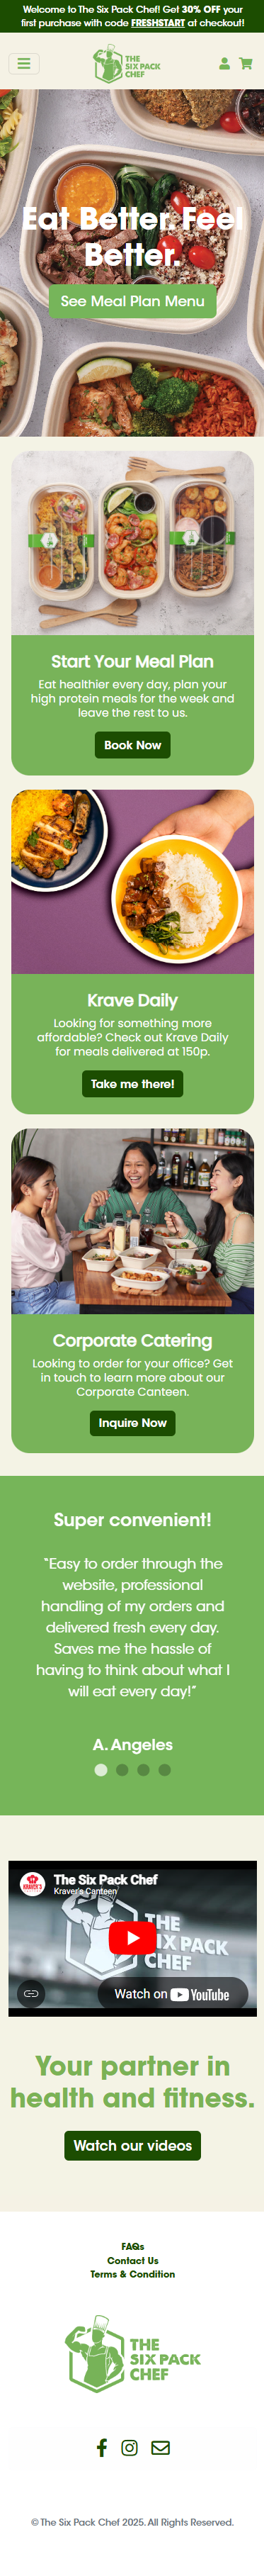 Welcome to The Six Pack Chef! Get 30% OFF your
first purchase with code FRESHSTART at checkout!
THE
SIX PACK
CHEF
Eat Better. Feel
Better.
See Meal Plan Menu
Start Your Meal Plan
Eat healthier every day, plan your
high protein meals for the week and
leave the rest to us.
Book Now
Krave Daily
Looking for something more
affordable? Check out Krave Daily
for meals delivered at 150p.
Take me there!
Corporate Catering
Looking to order for your office? Get
in touch to learn more about our
Corporate Canteen.
Inquire Now
Super convenient!
“Easy to order through the
website, professional
handling of my orders and
delivered fresh every day.
Saves me the hassle of
having to think about what I
will eat every day!”
A. Angeles
The Six Pack Chef
Kraver's Canteen
THE
SIX PACK
CHEF
Watch on YouTube
Your partner in
health and fitness.
Watch our videos
FAQs
Contact Us
Terms & Condition
THE
SIX PACK
CHEF
© The Six Pack Chef 2025. All Rights Reserved.